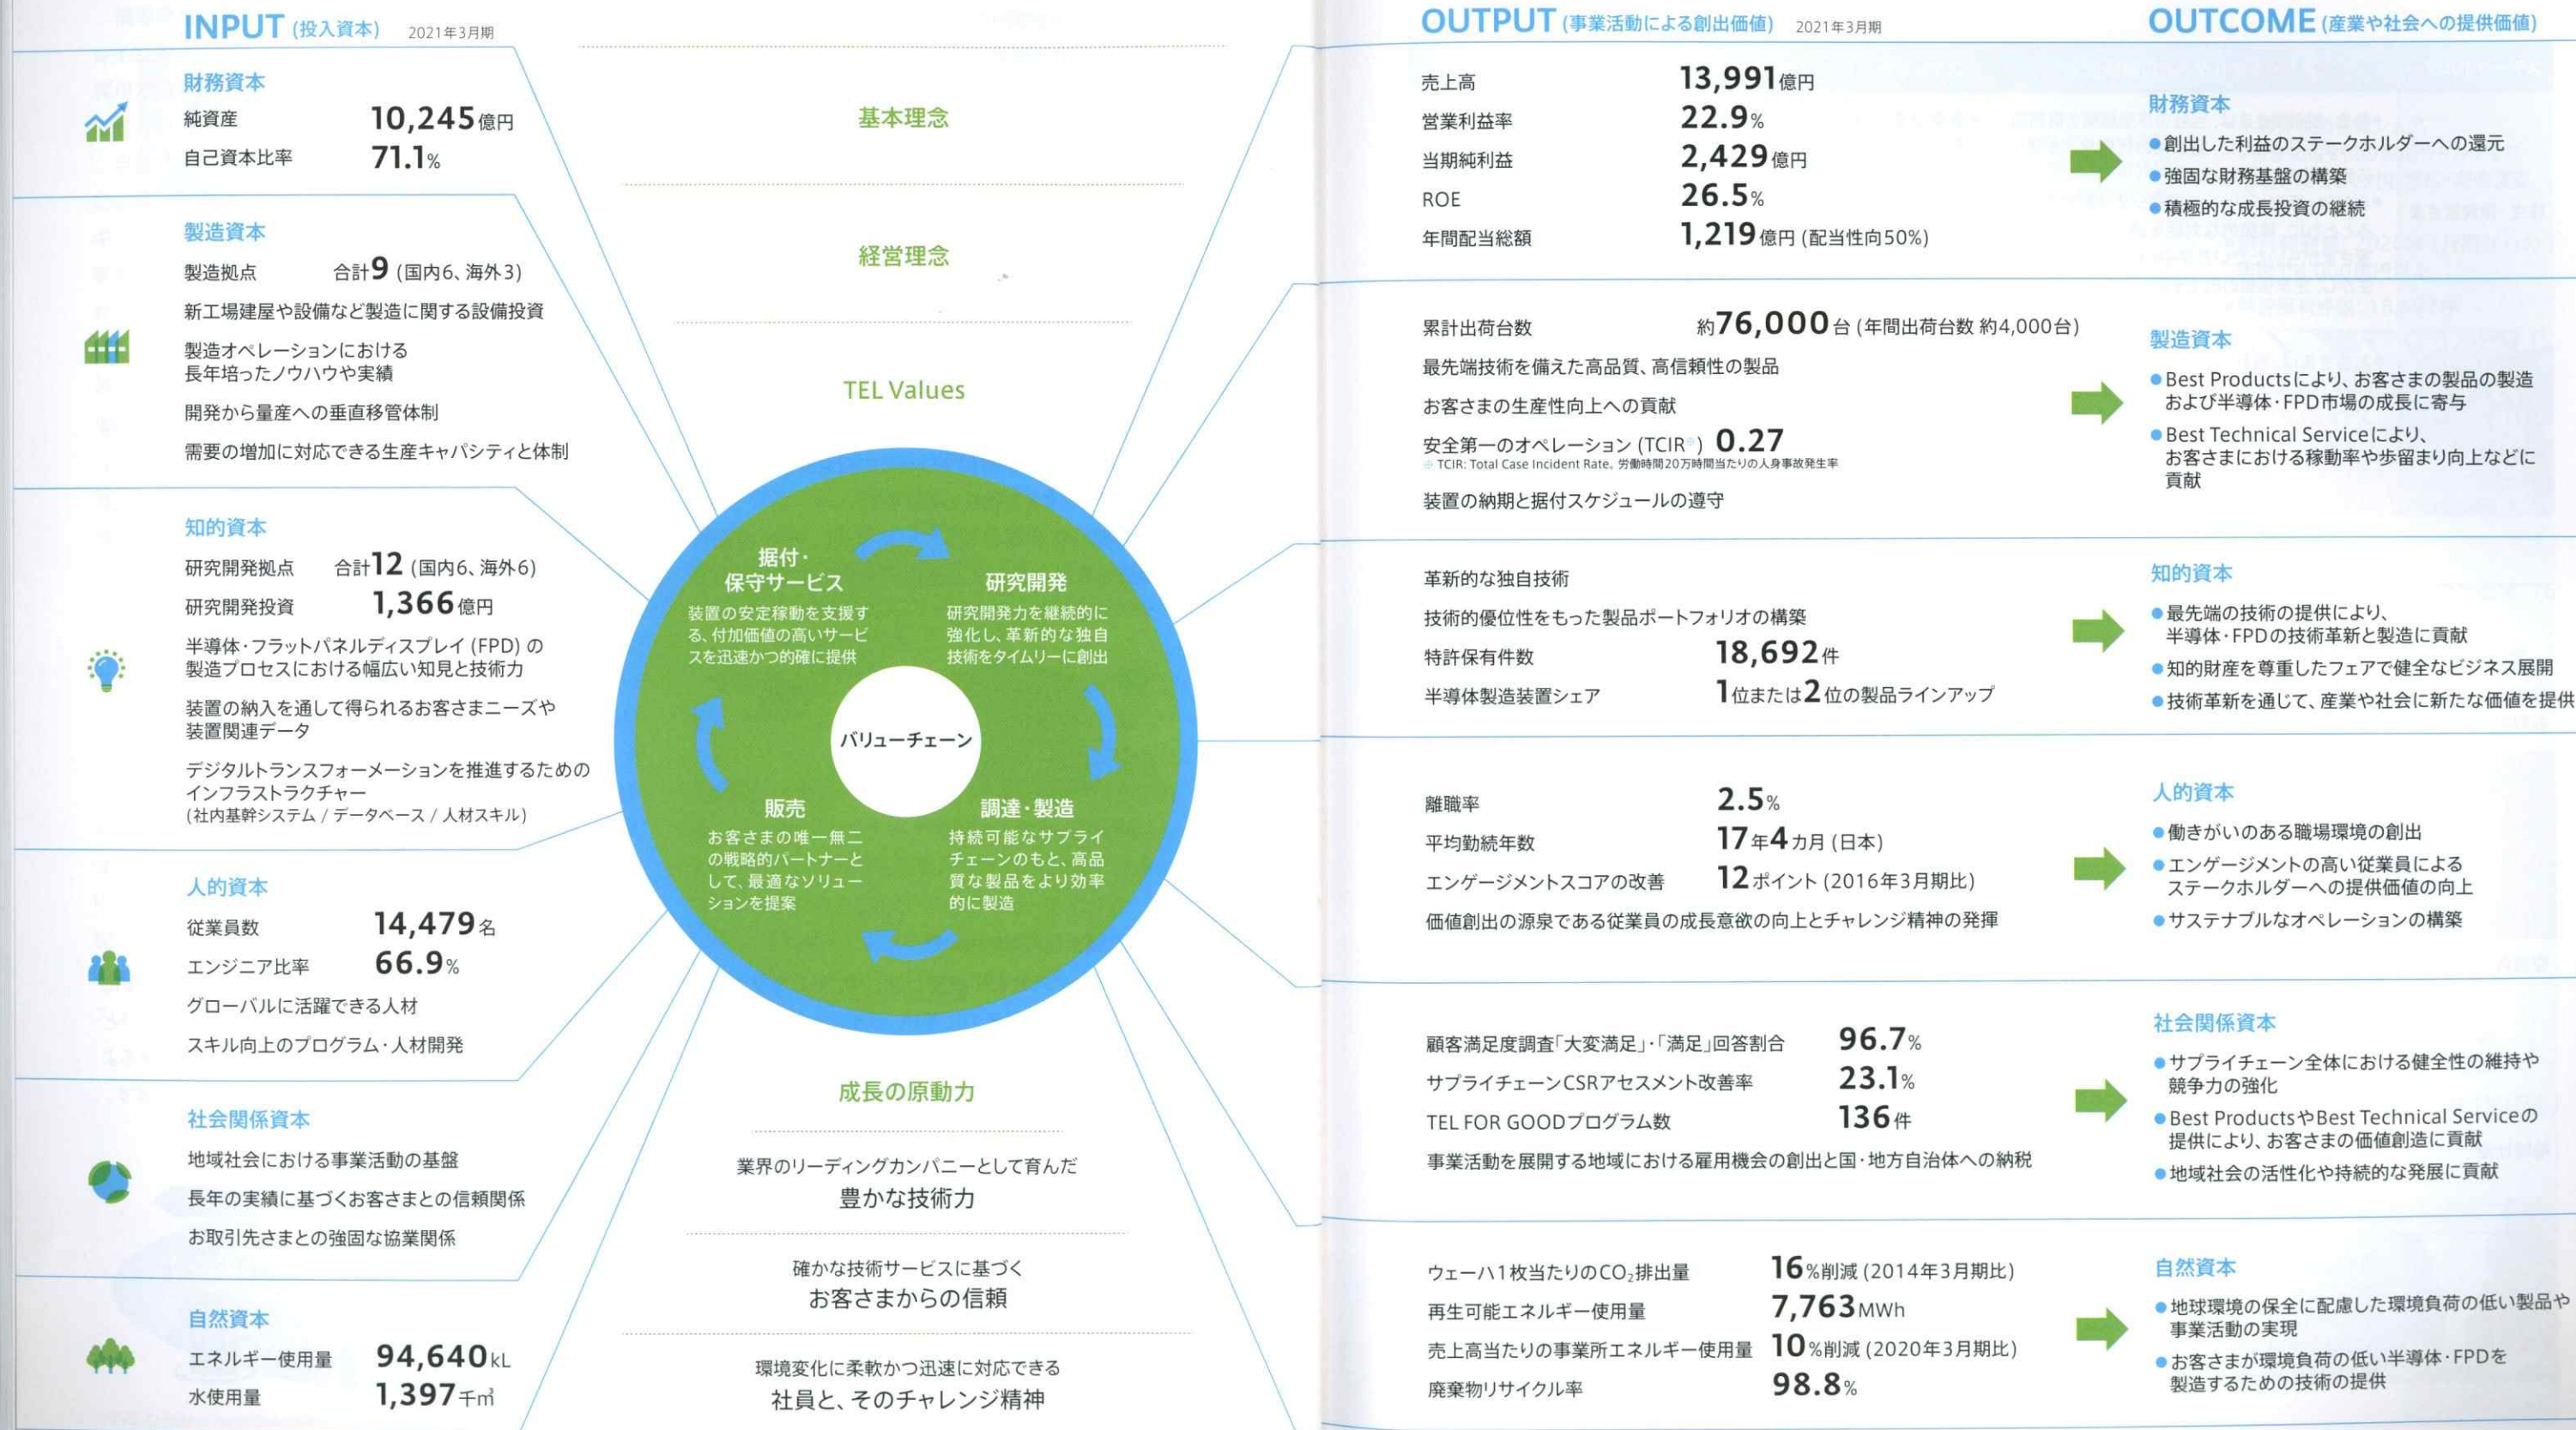 INPUT (投入資本) 2021年3月期
財務資本
純資産 10,245億円
自己資本比率 71.1%
製造資本
製造拠点 合計9 (国内6、海外3)
新工場建屋や設備など製造に関する設備投資
製造オペレーションにおける
長年培ったノウハウや実績
開発から量産への垂直移管体制
需要の増加に対応できる生産キャパシティと体制
知的資本
研究開発拠点 合計12 (国内6、海外6)
研究開発投資 1,366億円
半導体・フラットパネルディスプレイ (FPD) の
製造プロセスにおける幅広い知見と技術力
装置の納入を通して得られるお客さまニーズや
装置関連データ
デジタルトランスフォーメーションを推進するための
インフラストラクチャー
(社内基幹システム / データベース / 人材スキル)
人的資本
従業員数 14,479名
エンジニア比率 66.9%
グローバルに活躍できる人材
スキル向上のプログラム・人材開発
社会関係資本
地域社会における事業活動の基盤
長年の実績に基づくお客さまとの信頼関係
お取引先さまとの強固な協業関係
自然資本
エネルギー使用量 94,640kL
水使用量 1,397千㎥
基本理念
経営理念
TEL Values
据付・
保守サービス
装置の安定稼動を支援す
る、付加価値の高いサービ
スを迅速かつ的確に提供
研究開発
研究開発力を継続的に
強化し、革新的な独自
技術をタイムリーに創出
バリューチェーン
販売
お客さまの唯一無二
の戦略的パートナーと
して、最適なソリュー
ションを提案
調達・製造
持続可能なサプライ
チェーンのもと、高品
質な製品をより効率
的に製造
成長の原動力
業界のリーディングカンパニーとして育んだ
豊かな技術力
確かな技術サービスに基づく
お客さまからの信頼
環境変化に柔軟かつ迅速に対応できる
社員と、そのチャレンジ精神
OUTPUT (事業活動による創出価値) 2021年3月期
売上高 13,991億円
営業利益率 22.9%
当期純利益 2,429億円
ROE 26.5%
年間配当総額 1,219億円 (配当性向50%)
累計出荷台数 約76,000台 (年間出荷台数 約4,000台)
最先端技術を備えた高品質、高信頼性の製品
お客さまの生産性向上への貢献
安全第一のオペレーション (TCIR※) 0.27
※ TCIR: Total Case Incident Rate。労働時間20万時間当たりの人身事故発生率
装置の納期と据付スケジュールの遵守
革新的な独自技術
技術的優位性をもった製品ポートフォリオの構築
特許保有件数 18,692件
半導体製造装置シェア 1位または2位の製品ラインアップ
離職率 2.5%
平均勤続年数 17年4カ月 (日本)
エンゲージメントスコアの改善 12ポイント (2016年3月期比)
価値創出の源泉である従業員の成長意欲の向上とチャレンジ精神の発揮
顧客満足度調査「大変満足」・「満足」回答割合 96.7%
サプライチェーンCSRアセスメント改善率 23.1%
TEL FOR GOODプログラム数 136件
事業活動を展開する地域における雇用機会の創出と国・地方自治体への納税
ウェーハ1枚当たりのCO₂排出量 16%削減 (2014年3月期比)
再生可能エネルギー使用量 7,763MWh
売上高当たりの事業所エネルギー使用量 10%削減 (2020年3月期比)
廃棄物リサイクル率 98.8%
OUTCOME (産業や社会への提供価値)
財務資本
●創出した利益のステークホルダーへの還元
●強固な財務基盤の構築
●積極的な成長投資の継続
製造資本
●Best Productsにより、お客さまの製品の製造
および半導体・FPD市場の成長に寄与
●Best Technical Serviceにより、
お客さまにおける稼動率や歩留まり向上などに
貢献
知的資本
●最先端の技術の提供により、
半導体・FPDの技術革新と製造に貢献
●知的財産を尊重したフェアで健全なビジネス展開
●技術革新を通じて、産業や社会に新たな価値を提供
人的資本
●働きがいのある職場環境の創出
●エンゲージメントの高い従業員による
ステークホルダーへの提供価値の向上
●サステナブルなオペレーションの構築
社会関係資本
●サプライチェーン全体における健全性の維持や
競争力の強化
●Best ProductsやBest Technical Serviceの
提供により、お客さまの価値創造に貢献
●地域社会の活性化や持続的な発展に貢献
自然資本
●地球環境の保全に配慮した環境負荷の低い製品や
事業活動の実現
●お客さまが環境負荷の低い半導体・FPDを
製造するための技術の提供